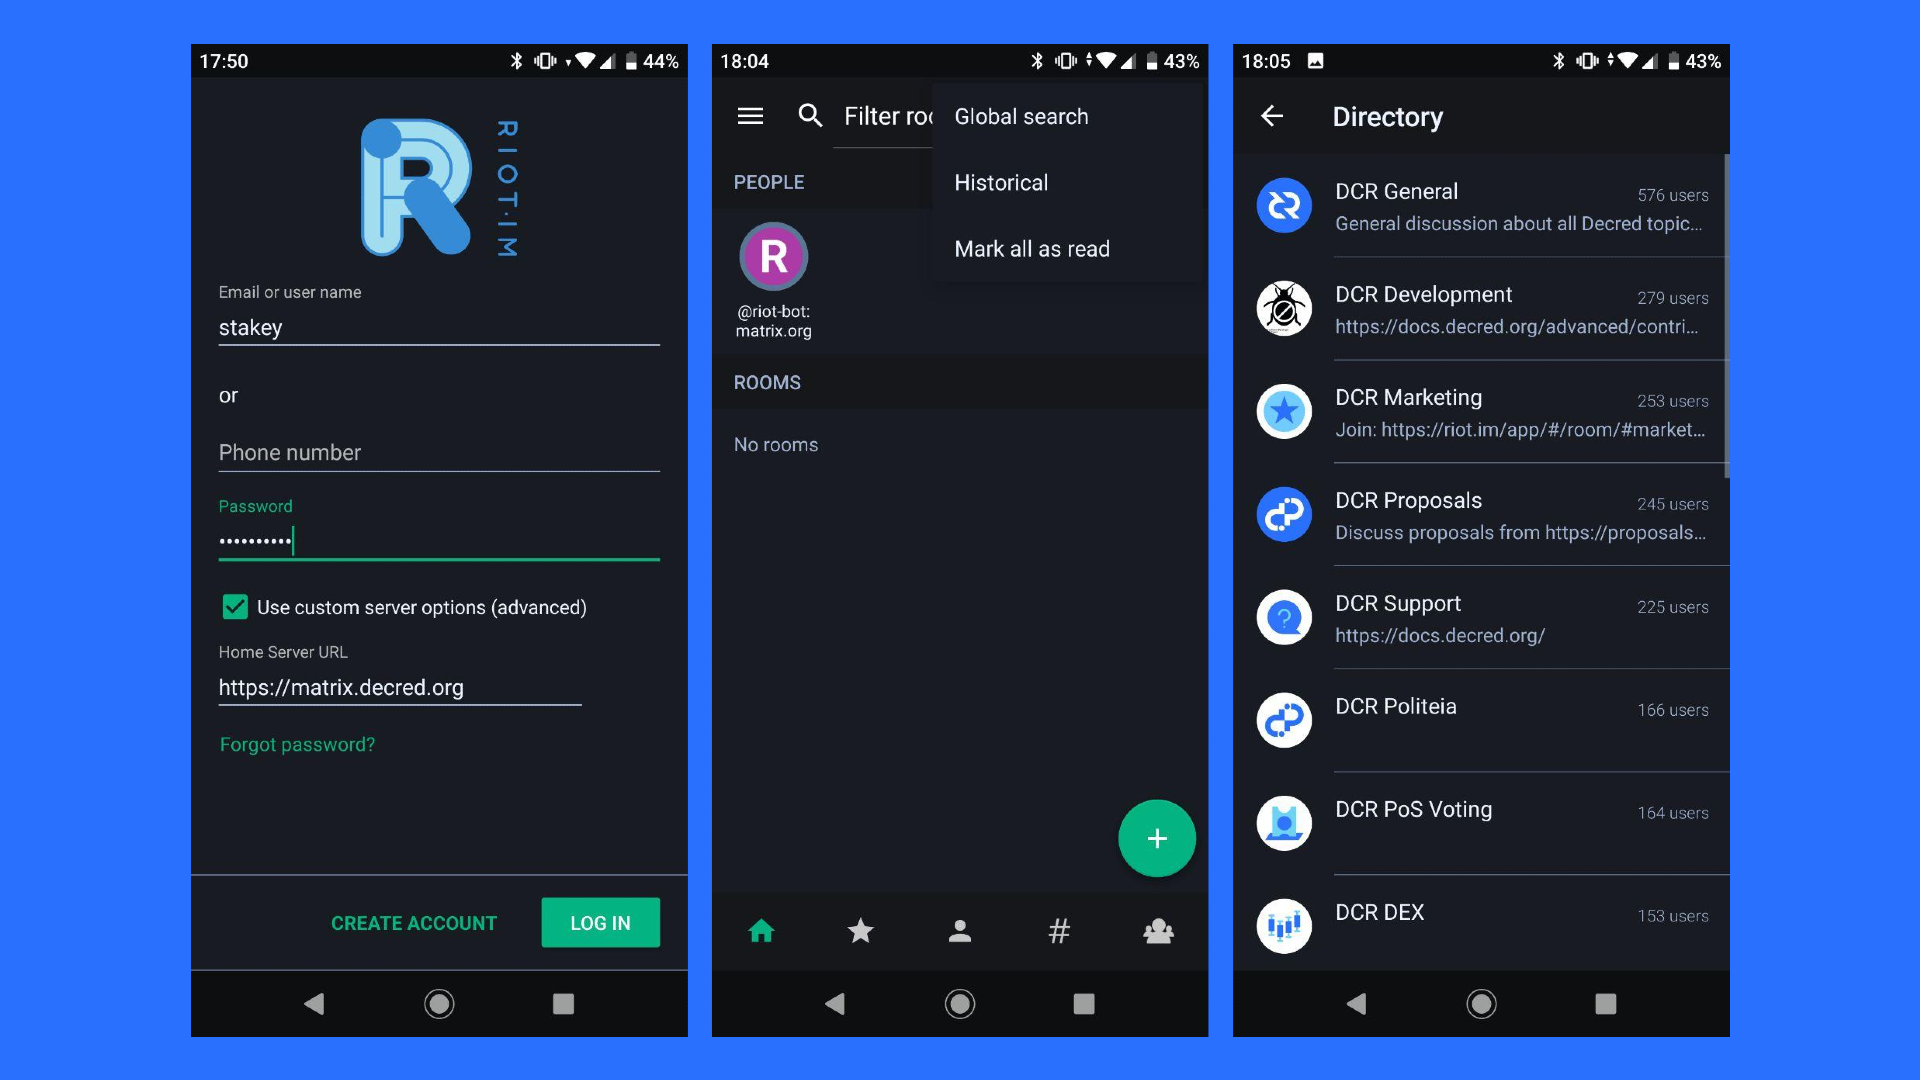 17:50
44%
RIOT·IM
Email or user name
stakey
or
Phone number
Password
Use custom server options (advanced)
Home Server URL
https://matrix.decred.org
Forgot password?
CREATE ACCOUNT
LOG IN
18:04
43%
Filter roo
Global search
Historical
Mark all as read
PEOPLE
R
@riot-bot:
matrix.org
ROOMS
No rooms
+
#
18:05
43%
Directory
DCR General
576 users
General discussion about all Decred topic...
DCR Development
279 users
https://docs.decred.org/advanced/contri...
DCR Marketing
253 users
Join: https://riot.im/app/#/room/#market...
DCR Proposals
245 users
Discuss proposals from https://proposals...
?
DCR Support
225 users
https://docs.decred.org/
DCR Politeia
166 users
DCR PoS Voting
164 users
DCR DEX
153 users